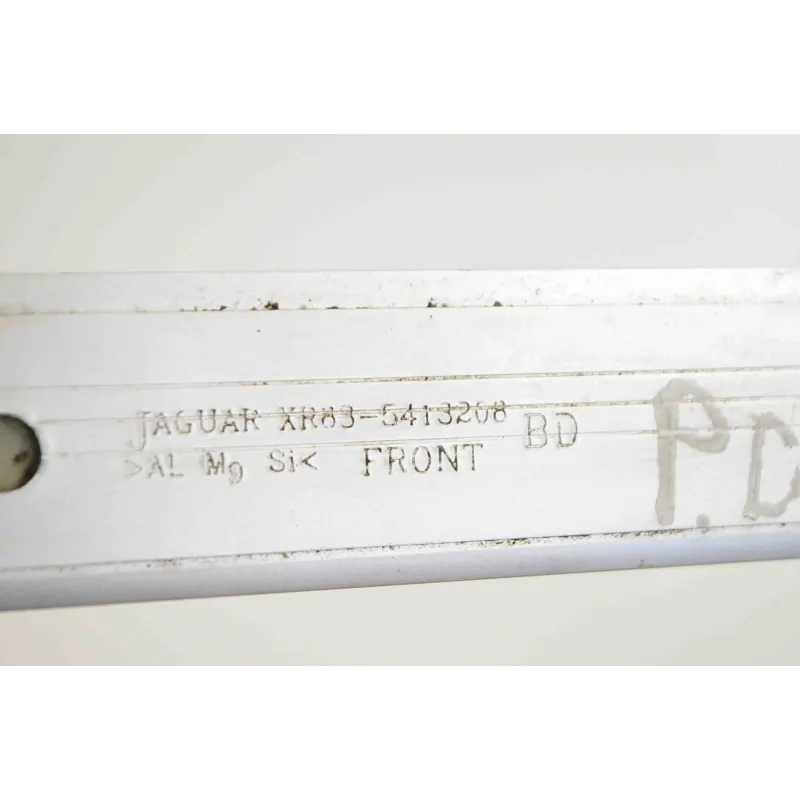 JAGUAR XR83-5413208 BD
>AL Mg Si< FRONT
P.D